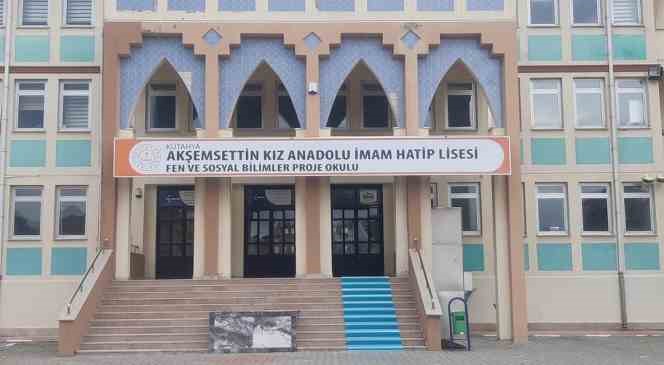 KÜTAHYA
AKŞEMSETTİN KIZ ANADOLU İMAM HATİP LİSESİ
FEN VE SOSYAL BİLİMLER PROJE OKULU